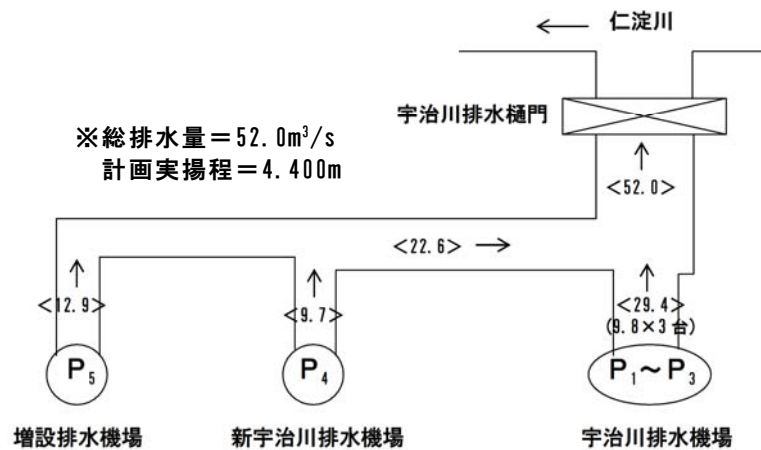 仁淀川
宇治川排水樋門
※総排水量＝52.0m³/s
計画実揚程＝4.400m
<52.0>
<22.6>
<12.9>
<9.7>
<29.4>
(9.8×3台)
P₅
P₄
P₁～P₃
増設排水機場
新宇治川排水機場
宇治川排水機場